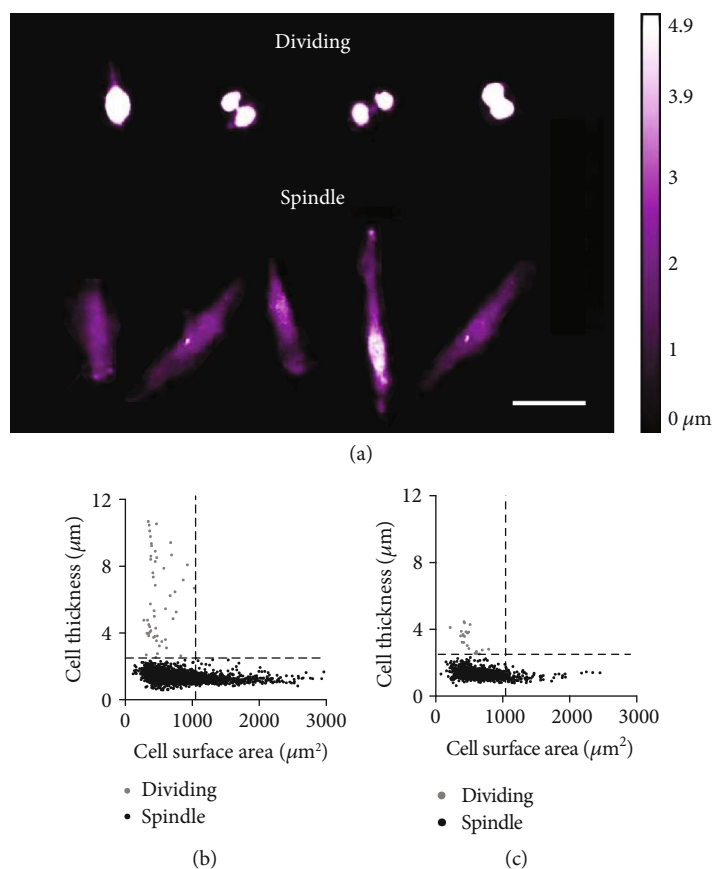 Dividing
Spindle
4.9
3.9
3
2
1
0 μm
(a)
Cell thickness (μm)
12
8
4
0
0 1000 2000 3000
Cell surface area (μm²)
Dividing
Spindle
(b)
Cell thickness (μm)
12
8
4
0
0 1000 2000 3000
Cell surface area (μm²)
Dividing
Spindle
(c)